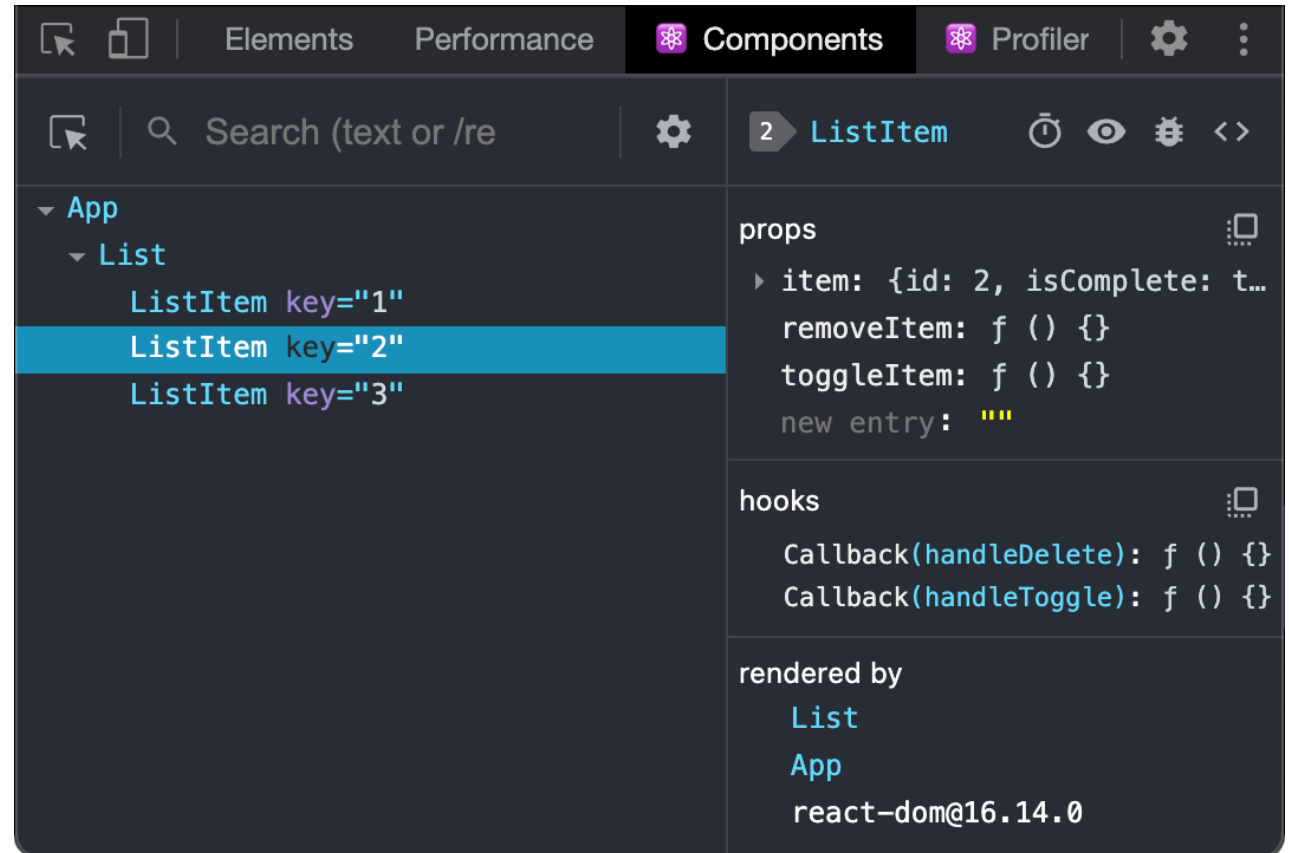 Elements Performance Components Profiler
Search (text or /re
2 ListItem
App
List
ListItem key="1"
ListItem key="2"
ListItem key="3"
props
item: {id: 2, isComplete: t…
removeItem: ƒ () {}
toggleItem: ƒ () {}
new entry: ""
hooks
Callback(handleDelete): ƒ () {}
Callback(handleToggle): ƒ () {}
rendered by
List
App
react-dom@16.14.0